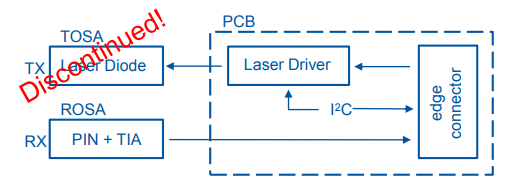 Discontinued!
TOSA
PCB
TX
Laser Diode
Laser Driver
I²C
edge
connector
ROSA
RX
PIN + TIA